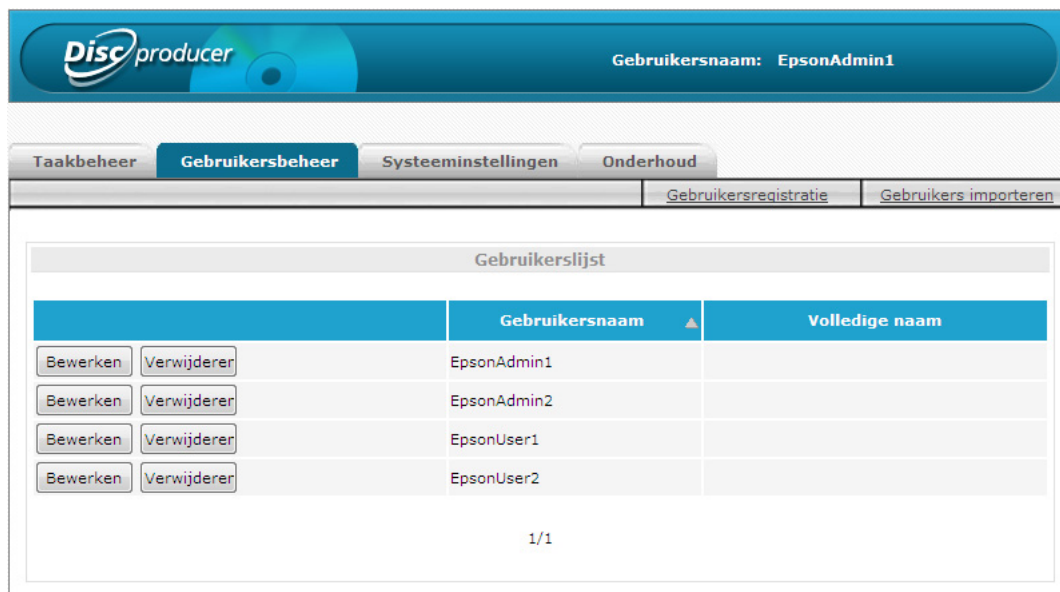 Disc producer
Gebruikersnaam: EpsonAdmin1
Taakbeheer Gebruikersbeheer Systeeminstellingen Onderhoud
Gebruikersregistratie Gebruikers importeren
Gebruikerslijst
Gebruikersnaam Volledige naam
Bewerken Verwijderer EpsonAdmin1
Bewerken Verwijderer EpsonAdmin2
Bewerken Verwijderer EpsonUser1
Bewerken Verwijderer EpsonUser2
1/1